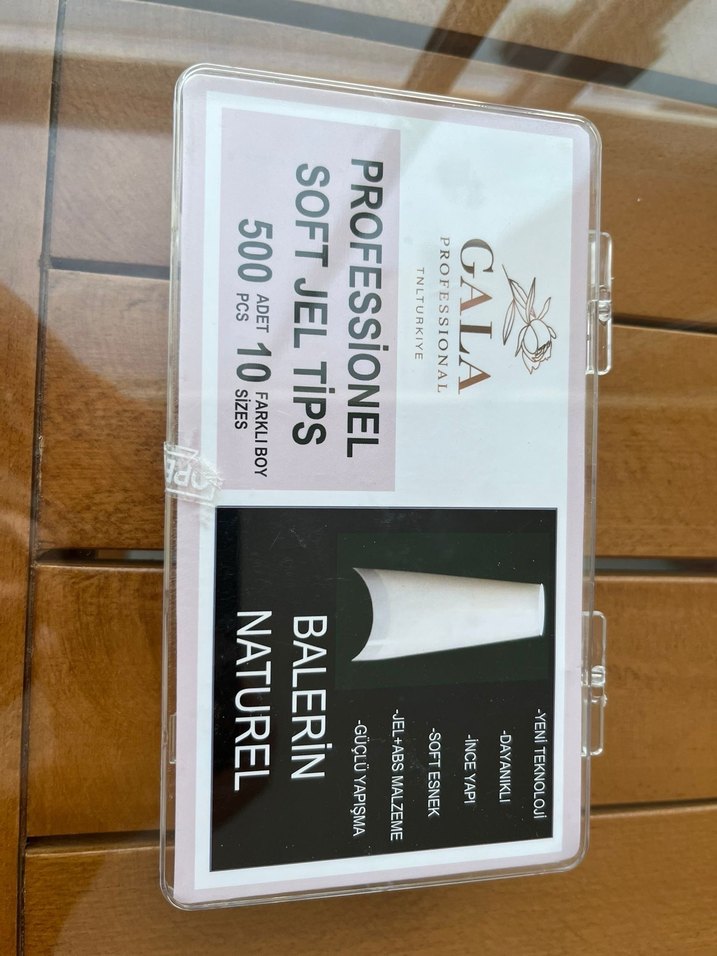 GALA
PROFESSIONAL
TNLTURKIYE
PROFESSİONEL
SOFT JEL TİPS
500 ADET PCS 10 FARKLI BOY SİZES
-YENİ TEKNOLOJİ
-DAYANIKLI
-İNCE YAPI
-SOFT ESNEK
-JEL+ABS MALZEME
-GÜÇLÜ YAPIŞMA
BALERİN
NATUREL